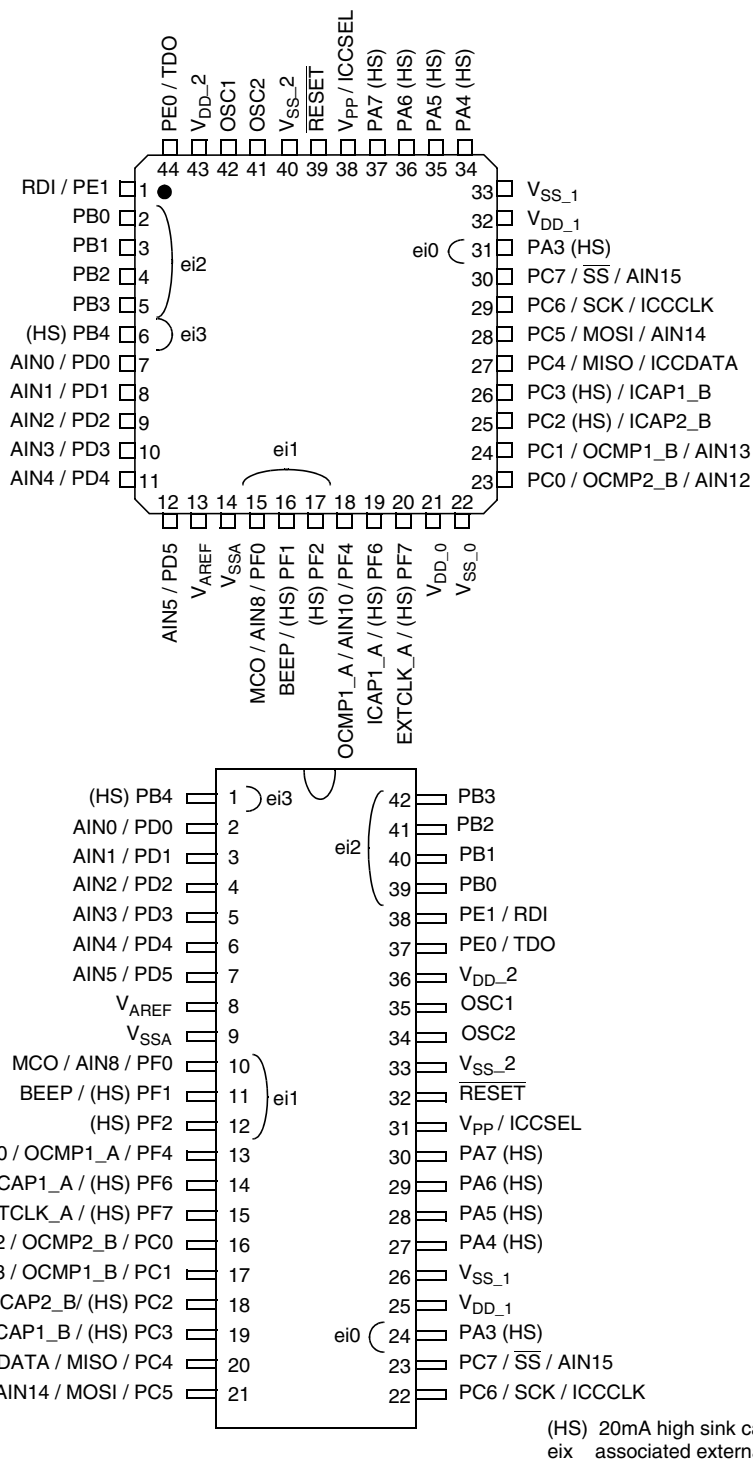 PE0 / TDO
VDD_2
OSC1
OSC2
VSS_2
RESET
VPP / ICCSEL
PA7 (HS)
PA6 (HS)
PA5 (HS)
PA4 (HS)
44 43 42 41 40 39 38 37 36 35 34
RDI / PE1 1
PB0 2
PB1 3
PB2 4
PB3 5
ei2
(HS) PB4 6 ei3
AIN0 / PD0 7
AIN1 / PD1 8
AIN2 / PD2 9
AIN3 / PD3 10
AIN4 / PD4 11
33 VSS_1
32 VDD_1
ei0 31 PA3 (HS)
30 PC7 / SS / AIN15
29 PC6 / SCK / ICCCLK
28 PC5 / MOSI / AIN14
27 PC4 / MISO / ICCDATA
26 PC3 (HS) / ICAP1_B
25 PC2 (HS) / ICAP2_B
24 PC1 / OCMP1_B / AIN13
23 PC0 / OCMP2_B / AIN12
ei1
12 13 14 15 16 17 18 19 20 21 22
AIN5 / PD5
VAREF
VSSA
MCO / AIN8 / PF0
BEEP / (HS) PF1
(HS) PF2
OCMP1_A / AIN10 / PF4
ICAP1_A / (HS) PF6
EXTCLK_A / (HS) PF7
VDD_0
VSS_0
(HS) PB4 1 ei3
AIN0 / PD0 2
AIN1 / PD1 3
AIN2 / PD2 4
AIN3 / PD3 5
AIN4 / PD4 6
AIN5 / PD5 7
VAREF 8
VSSA 9
MCO / AIN8 / PF0 10
BEEP / (HS) PF1 11 ei1
(HS) PF2 12
0 / OCMP1_A / PF4 13
CAP1_A / (HS) PF6 14
TCLK_A / (HS) PF7 15
2 / OCMP2_B / PC0 16
3 / OCMP1_B / PC1 17
CAP2_B/ (HS) PC2 18
CAP1_B / (HS) PC3 19
DATA / MISO / PC4 20
AIN14 / MOSI / PC5 21
42 PB3
41 PB2
ei2
40 PB1
39 PB0
38 PE1 / RDI
37 PE0 / TDO
36 VDD_2
35 OSC1
34 OSC2
33 VSS_2
32 RESET
31 VPP / ICCSEL
30 PA7 (HS)
29 PA6 (HS)
28 PA5 (HS)
27 PA4 (HS)
26 VSS_1
25 VDD_1
ei0 24 PA3 (HS)
23 PC7 / SS / AIN15
22 PC6 / SCK / ICCCLK
(HS) 20mA high sink
eix associated